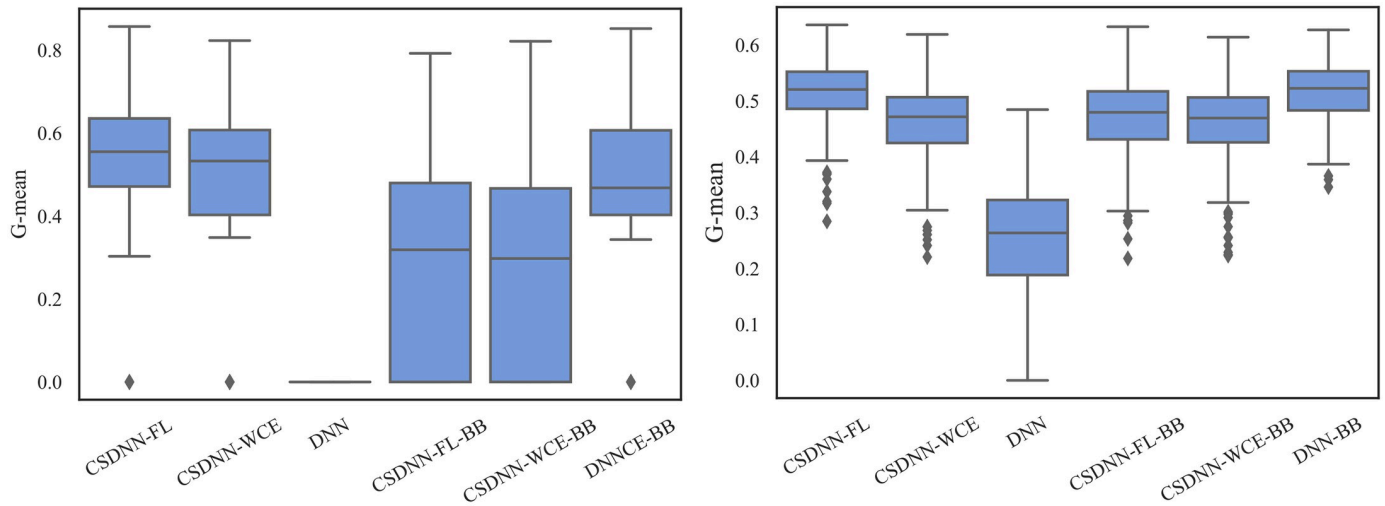 G-mean
0.8
0.6
0.4
0.2
0.0
CSDNN-FL
CSDNN-WCE
DNN
CSDNN-FL-BB
CSDNN-WCE-BB
DNNCE-BB
G-mean
0.6
0.5
0.4
0.3
0.2
0.1
0.0
CSDNN-FL
CSDNN-WCE
DNN
CSDNN-FL-BB
CSDNN-WCE-BB
DNN-BB